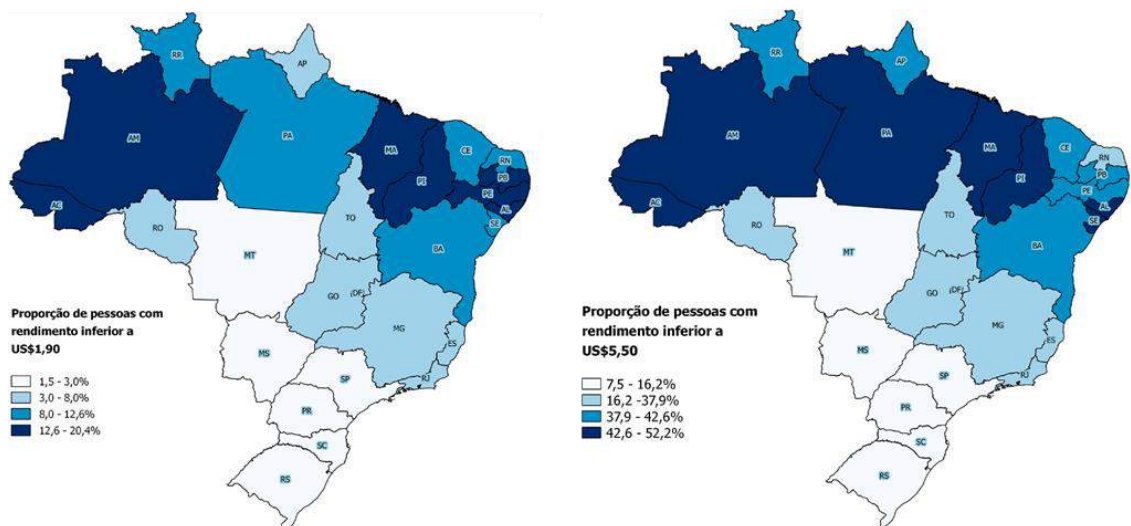 RR
AP
AM
PA
MA
CE
RN
PB
PI
PE
AL
SE
AC
RO
TO
BA
MT
GO
(DF)
MG
ES
MS
RJ
SP
PR
SC
RS
Proporção de pessoas com
rendimento inferior a
US$1,90
1,5 - 3,0%
3,0 - 8,0%
8,0 - 12,6%
12,6 - 20,4%
RR
AP
AM
PA
MA
CE
RN
PB
PI
PE
AL
SE
AC
RO
TO
BA
MT
GO
(DF)
MG
ES
MS
RJ
SP
PR
SC
RS
Proporção de pessoas com
rendimento inferior a
US$5,50
7,5 - 16,2%
16,2 -37,9%
37,9 - 42,6%
42,6 - 52,2%